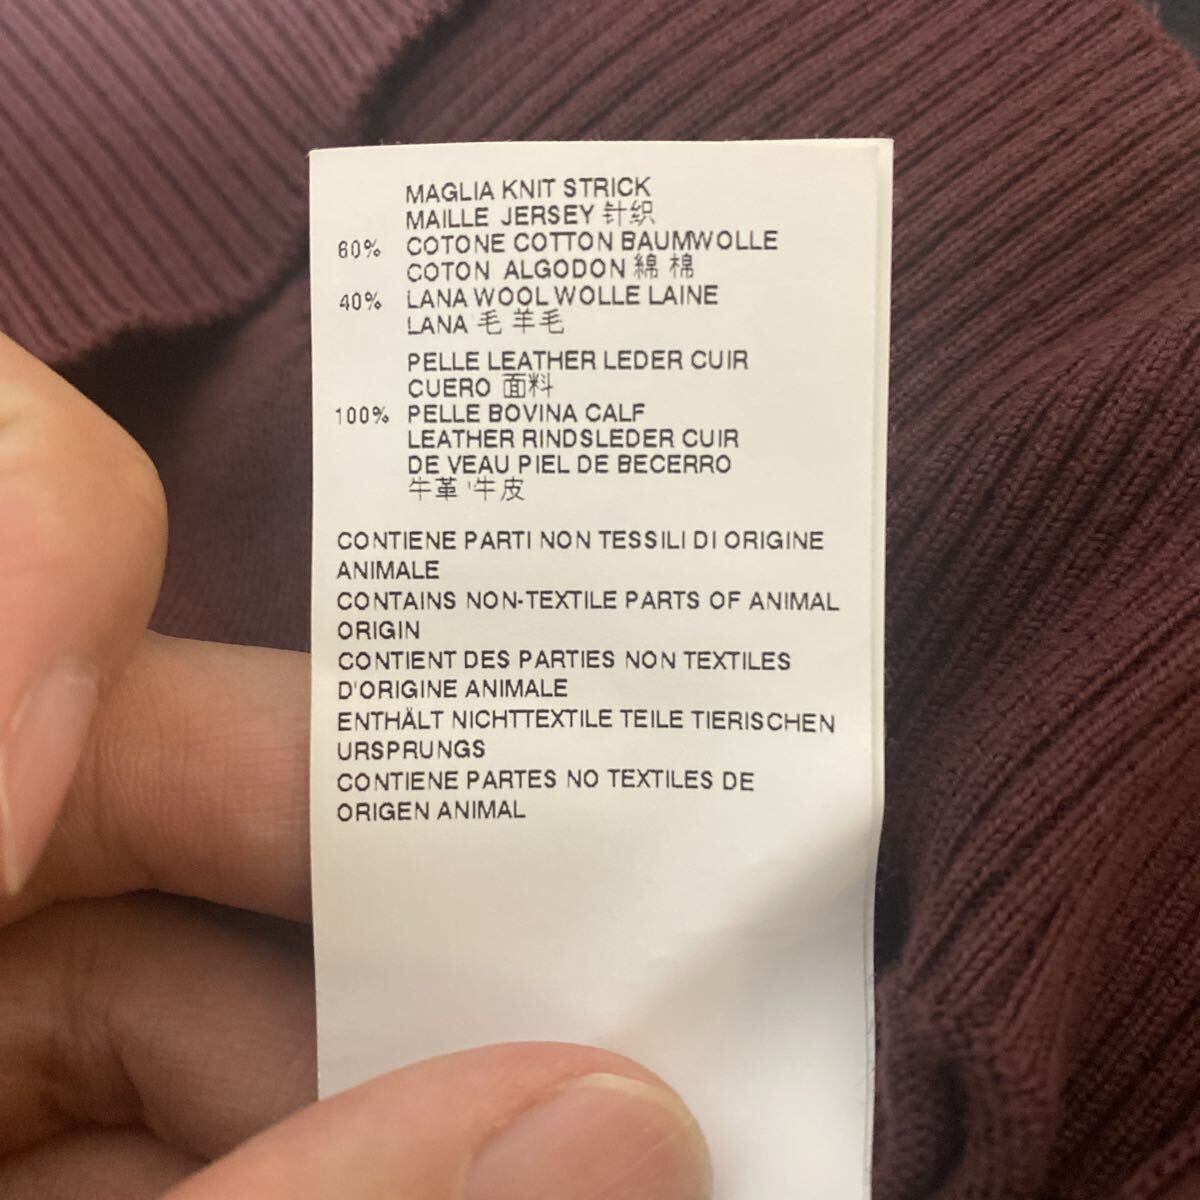 MAGLIA KNIT STRICK
MAILLE JERSEY 针织
60% COTONE COTTON BAUMWOLLE
COTON ALGODON 綿 棉
40% LANA WOOL WOLLE LAINE
LANA 毛 羊毛
PELLE LEATHER LEDER CUIR
CUERO 面料
100% PELLE BOVINA CALF
LEATHER RINDSLEDER CUIR
DE VEAU PIEL DE BECERRO
牛革 '牛皮
CONTIENE PARTI NON TESSILI DI ORIGINE
ANIMALE
CONTAINS NON-TEXTILE PARTS OF ANIMAL
ORIGIN
CONTIENT DES PARTIES NON TEXTILES
D'ORIGINE ANIMALE
ENTHÄLT NICHTTEXTILE TEILE TIERISCHEN
URSPRUNGS
CONTIENE PARTES NO TEXTILES DE
ORIGEN ANIMAL